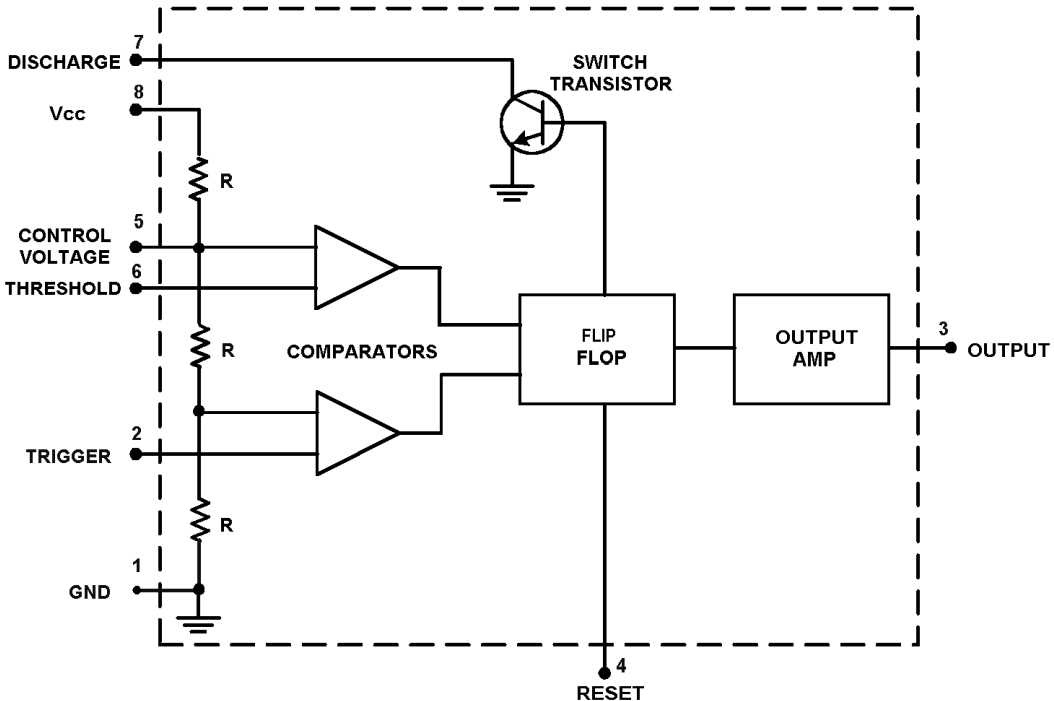 7
DISCHARGE
SWITCH
TRANSISTOR
8
Vcc
R
5
CONTROL
VOLTAGE
6
THRESHOLD
R
COMPARATORS
FLIP
FLOP
OUTPUT
AMP
3
OUTPUT
2
TRIGGER
R
1
GND
4
RESET